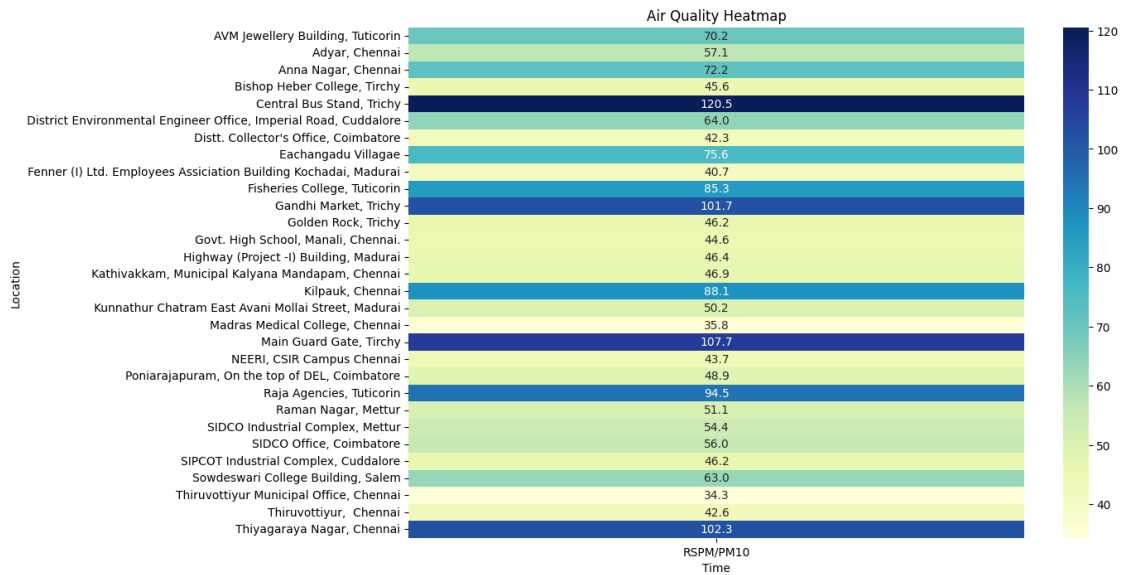 Air Quality Heatmap
AVM Jewellery Building, Tuticorin 70.2
Adyar, Chennai 57.1
Anna Nagar, Chennai 72.2
Bishop Heber College, Tirchy 45.6
Central Bus Stand, Trichy 120.5
District Environmental Engineer Office, Imperial Road, Cuddalore 64.0
Distt. Collector's Office, Coimbatore 42.3
Eachangadu Villagae 75.6
Fenner (I) Ltd. Employees Assiciation Building Kochadai, Madurai 40.7
Fisheries College, Tuticorin 85.3
Gandhi Market, Trichy 101.7
Golden Rock, Trichy 46.2
Govt. High School, Manali, Chennai. 44.6
Highway (Project -I) Building, Madurai 46.4
Kathivakkam, Municipal Kalyana Mandapam, Chennai 46.9
Kilpauk, Chennai 88.1
Kunnathur Chatram East Avani Mollai Street, Madurai 50.2
Madras Medical College, Chennai 35.8
Main Guard Gate, Tirchy 107.7
NEERI, CSIR Campus Chennai 43.7
Poniarajapuram, On the top of DEL, Coimbatore 48.9
Raja Agencies, Tuticorin 94.5
Raman Nagar, Mettur 51.1
SIDCO Industrial Complex, Mettur 54.4
SIDCO Office, Coimbatore 56.0
SIPCOT Industrial Complex, Cuddalore 46.2
Sowdeswari College Building, Salem 63.0
Thiruvottiyur Municipal Office, Chennai 34.3
Thiruvottiyur, Chennai 42.6
Thiyagaraya Nagar, Chennai 102.3
Location
RSPM/PM10
Time
120
110
100
90
80
70
60
50
40